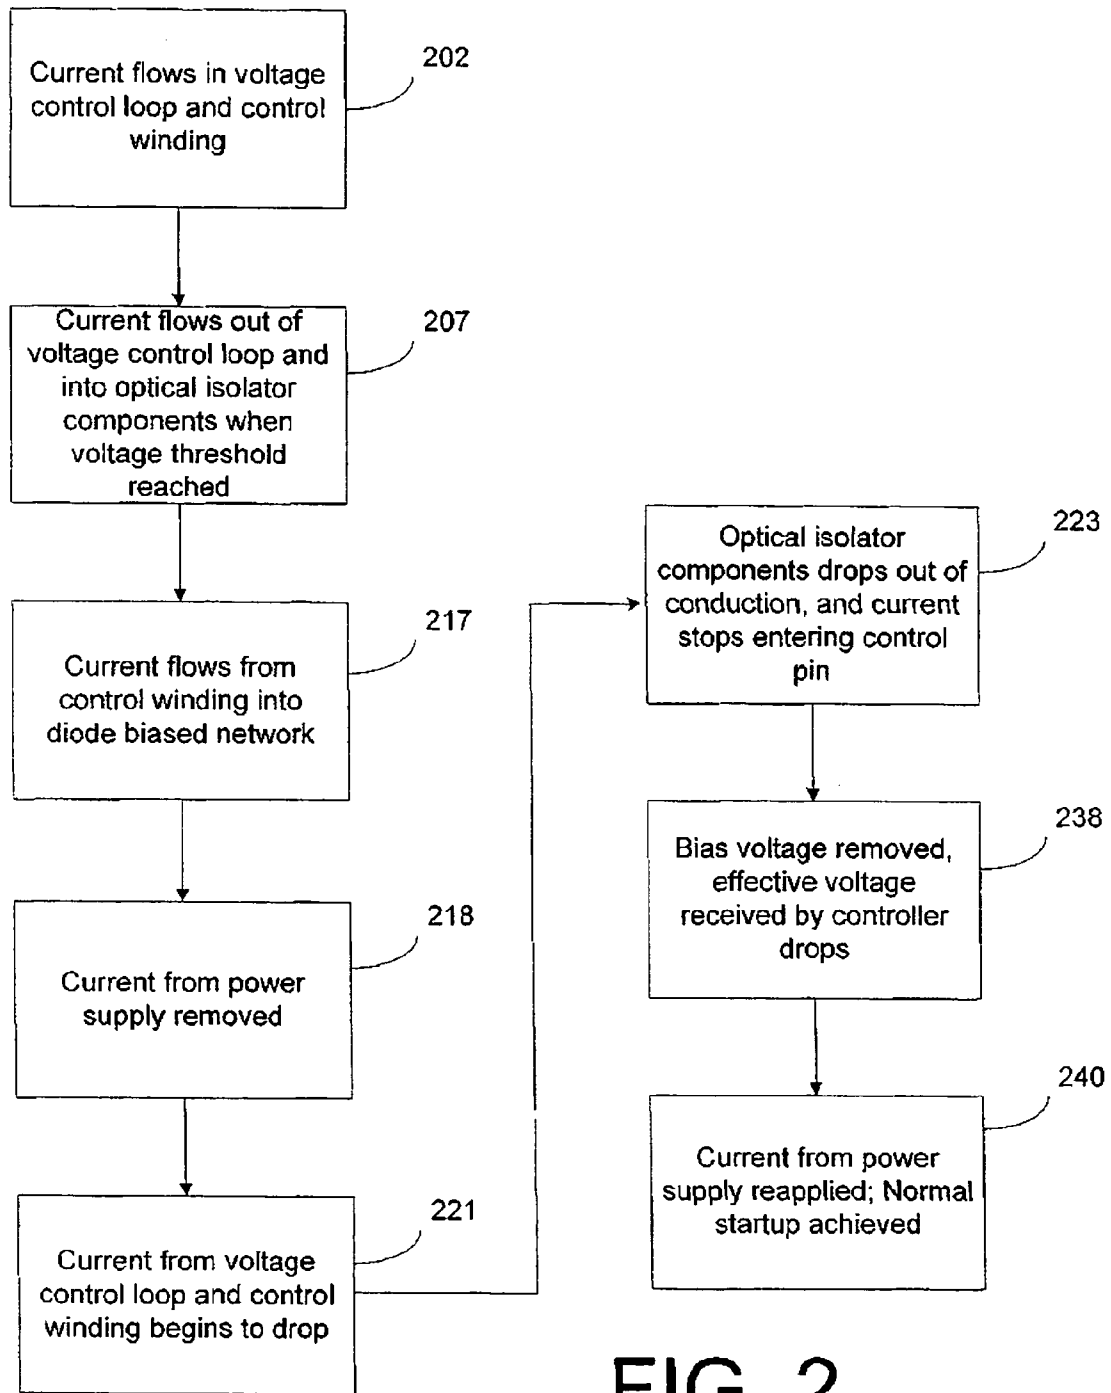 Current flows in voltage
control loop and control
winding
202
Current flows out of
voltage control loop and
into optical isolator
components when
voltage threshold
reached
207
Current flows from
control winding into
diode biased network
217
Current from power
supply removed
218
Current from voltage
control loop and control
winding begins to drop
221
Optical isolator
components drops out of
conduction, and current
stops entering control
pin
223
Bias voltage removed,
effective voltage
received by controller
drops
238
Current from power
supply reapplied; Normal
startup achieved
240
FIG. 2